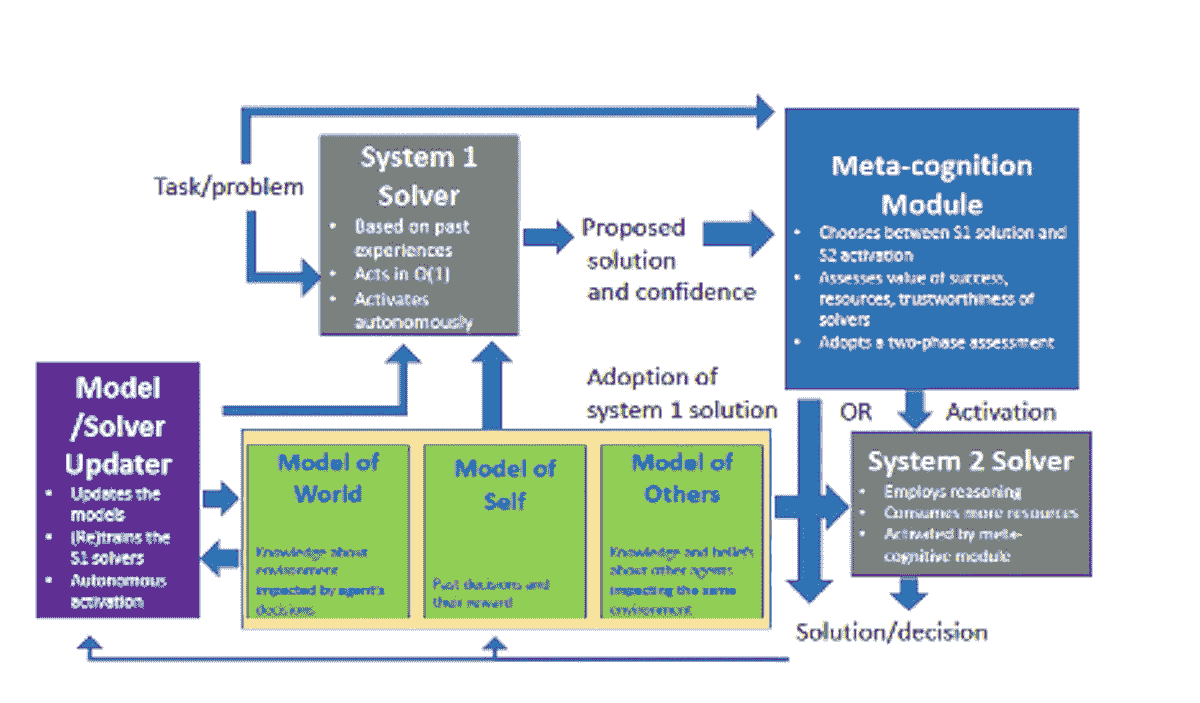 Task/problem
System 1
Solver
• Based on past
experiences
• Acts in O(1)
• Activates
autonomously
Proposed
solution
and confidence
Meta-cognition
Module
• Chooses between S1 solution and
S2 activation
• Assesses value of success,
resources, trustworthiness of
solvers
• Adopts a two-phase assessment
Model
/Solver
Updater
• Updates the
models
• (Re)trains the
S1 solvers
• Autonomous
activation
Adoption of
system 1 solution
OR
Activation
Model of
World
Knowledge about
environment
impacted by agent's
decisions
Model of
Self
Past decisions and
their reward
Model of
Others
Knowledge and beliefs
about other agents
impacting the same
environment
System 2 Solver
• Employs reasoning
• Consumes more resources
• Activated by meta-
cognitive module
Solution/decision